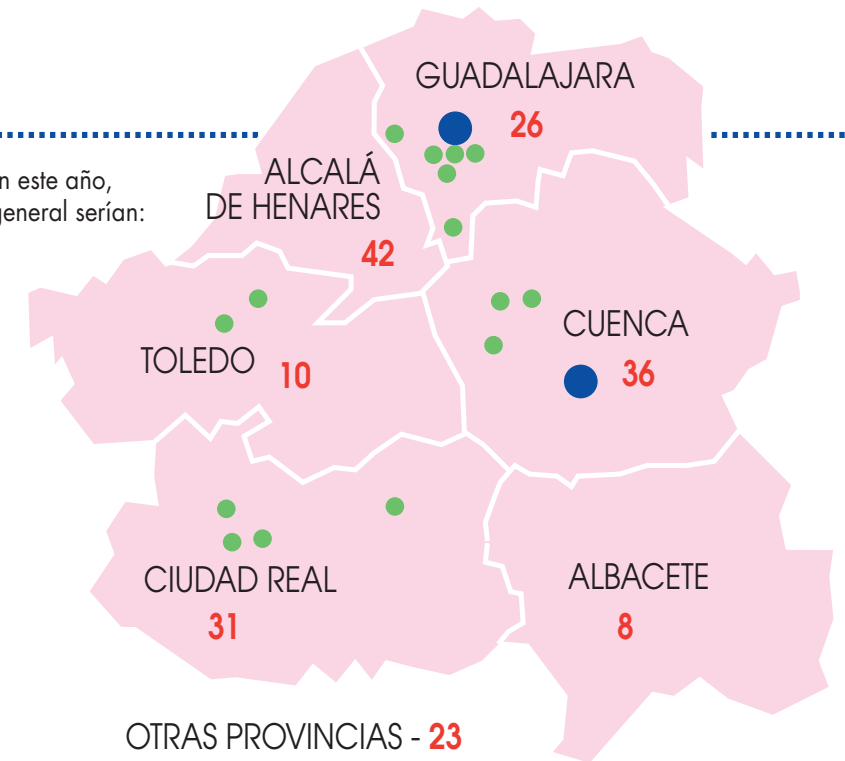 GUADALAJARA
26
n este año,
general serían:
ALCALÁ
DE HENARES
42
CUENCA
36
TOLEDO
10
CIUDAD REAL
31
ALBACETE
8
OTRAS PROVINCIAS - 23